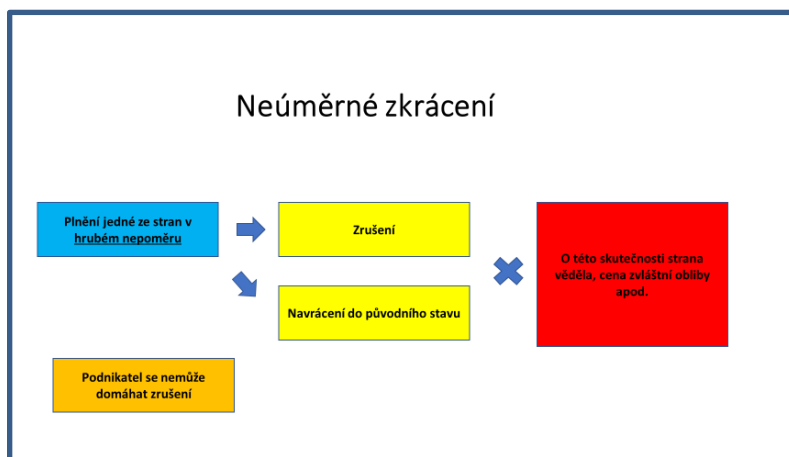 Neúměrné zkrácení
Plnění jedné ze stran v
hrubém nepoměru
Zrušení
O této skutečnosti strana
věděla, cena zvláštní obliby
apod.
Navrácení do původního stavu
Podnikatel se nemůže
domáhat zrušení